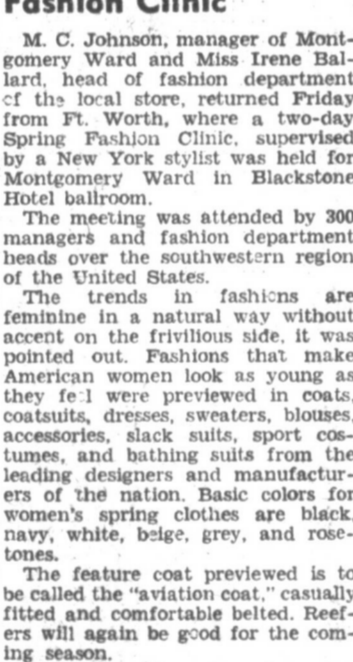 Fashion Clinic
M. C. Johnson, manager of Mont-
gomery Ward and Miss Irene Bal-
lard, head of fashion department
of the local store, returned Friday
from Ft. Worth, where a two-day
Spring Fashion Clinic, supervised
by a New York stylist was held for
Montgomery Ward in Blackstone
Hotel ballroom.
The meeting was attended by 300
managers and fashion department
heads over the southwestern region
of the United States.
The trends in fashions are
feminine in a natural way without
accent on the frivilious side, it was
pointed out. Fashions that make
American women look as young as
they feel were previewed in coats,
coatsuits, dresses, sweaters, blouses,
accessories, slack suits, sport cos-
tumes, and bathing suits from the
leading designers and manufactur-
ers of the nation. Basic colors for
women's spring clothes are black,
navy, white, beige, grey, and rose-
tones.
The feature coat previewed is to
be called the "aviation coat," casually
fitted and comfortable belted. Reef-
ers will again be good for the com-
ing season.